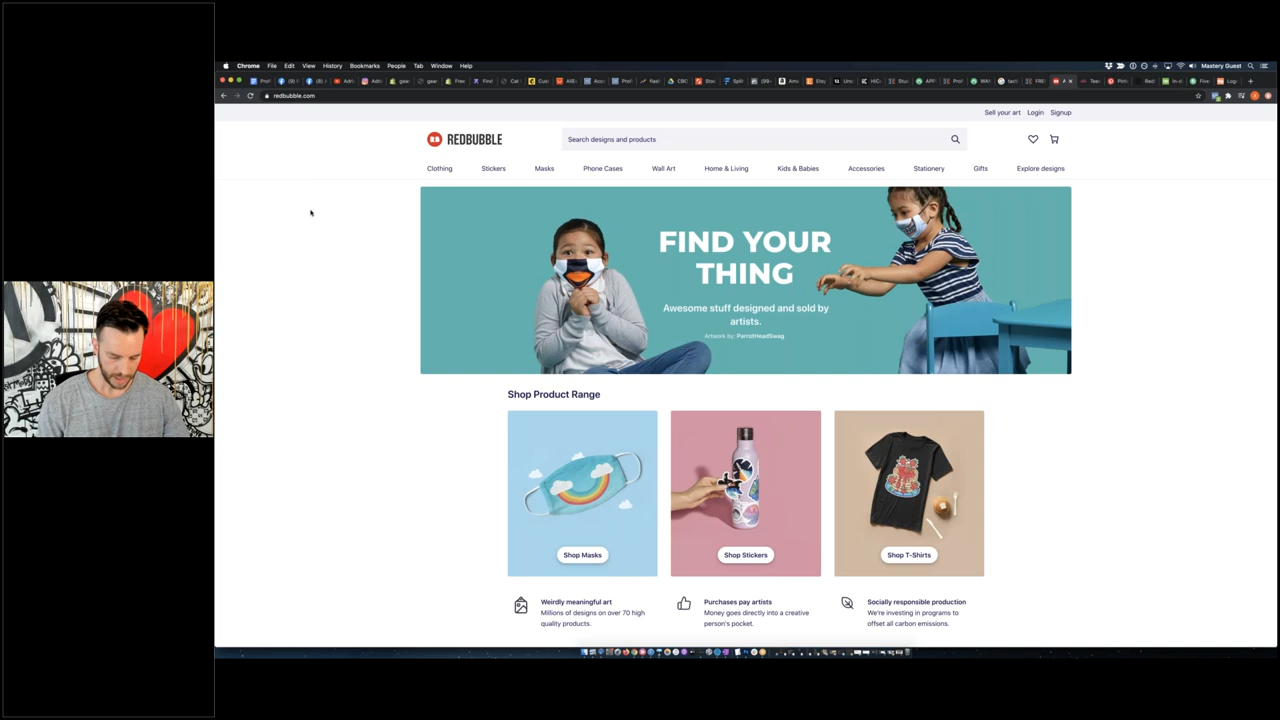 Chrome File Edit View History Bookmarks People Tab Window Help
Mastery Guest
redbubble.com
Sell your art Login Signup
RB REDBUBBLE
Search designs and products
Clothing Stickers Masks Phone Cases Wall Art Home & Living Kids & Babies Accessories Stationery Gifts Explore designs
FIND YOUR
THING
Awesome stuff designed and sold by
artists.
Artwork by: ParrotHeadSwag
Shop Product Range
Shop Masks
Shop Stickers
Shop T-Shirts
Weirdly meaningful art
Millions of designs on over 70 high
quality products.
Purchases pay artists
Money goes directly into a creative
person's pocket.
Socially responsible production
We're investing in programs to
offset all carbon emissions.